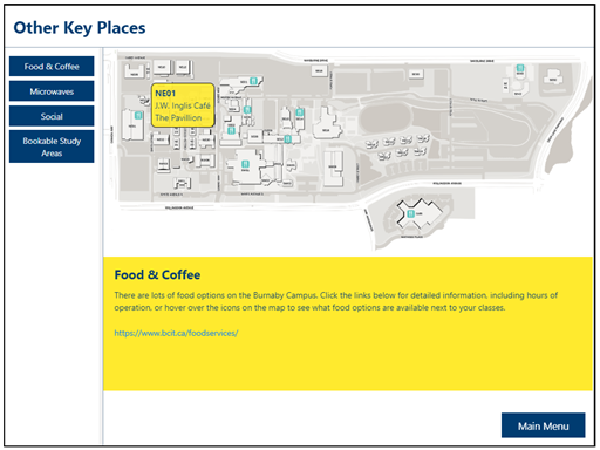 Other Key Places
Food & Coffee
Microwaves
Social
Bookable Study
Areas
NE01
J.W. Inglis Café
The Pavillion
Food & Coffee
There are lots of food options on the Burnaby Campus. Click the links below for detailed information, including hours of
operation, or hover over the icons on the map to see what food options are available next to your classes.
https://www.bcit.ca/foodservices/
Main Menu